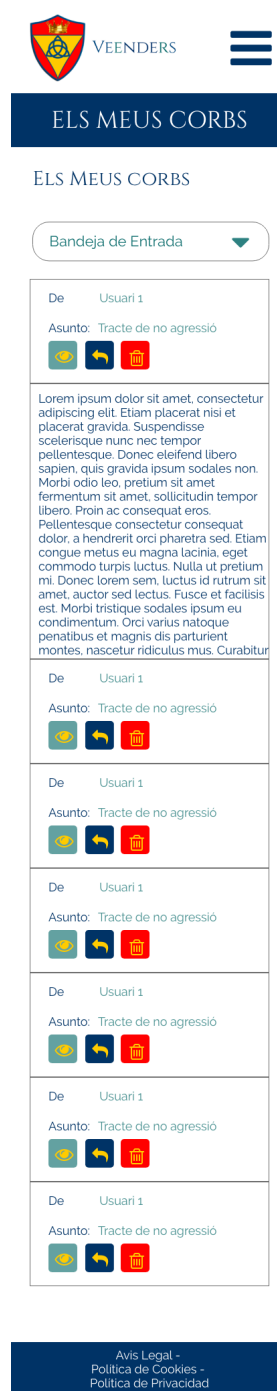 Veenders
ELS MEUS CORBS
Els Meus corbs
Bandeja de Entrada
De Usuari 1
Asunto: Tracte de no agressió
Lorem ipsum dolor sit amet, consectetur
adipiscing elit. Etiam placerat nisi et
placerat gravida. Suspendisse
scelerisque nunc nec tempor
pellentesque. Donec eleifend libero
sapien, quis gravida ipsum sodales non.
Morbi odio leo, pretium sit amet
fermentum sit amet, sollicitudin tempor
libero. Proin ac consequat eros.
Pellentesque consectetur consequat
dolor, a hendrerit orci pharetra sed. Etiam
congue metus eu magna lacinia, eget
commodo turpis luctus. Nulla ut pretium
mi. Donec lorem sem, luctus id rutrum sit
amet, auctor sed lectus. Fusce et facilisis
est. Morbi tristique sodales ipsum eu
condimentum. Orci varius natoque
penatibus et magnis dis parturient
montes, nascetur ridiculus mus. Curabitur
De Usuari 1
Asunto: Tracte de no agressió
De Usuari 1
Asunto: Tracte de no agressió
De Usuari 1
Asunto: Tracte de no agressió
De Usuari 1
Asunto: Tracte de no agressió
De Usuari 1
Asunto: Tracte de no agressió
De Usuari 1
Asunto: Tracte de no agressió
Avis Legal -
Politica de Cookies -
Política de Privacidad